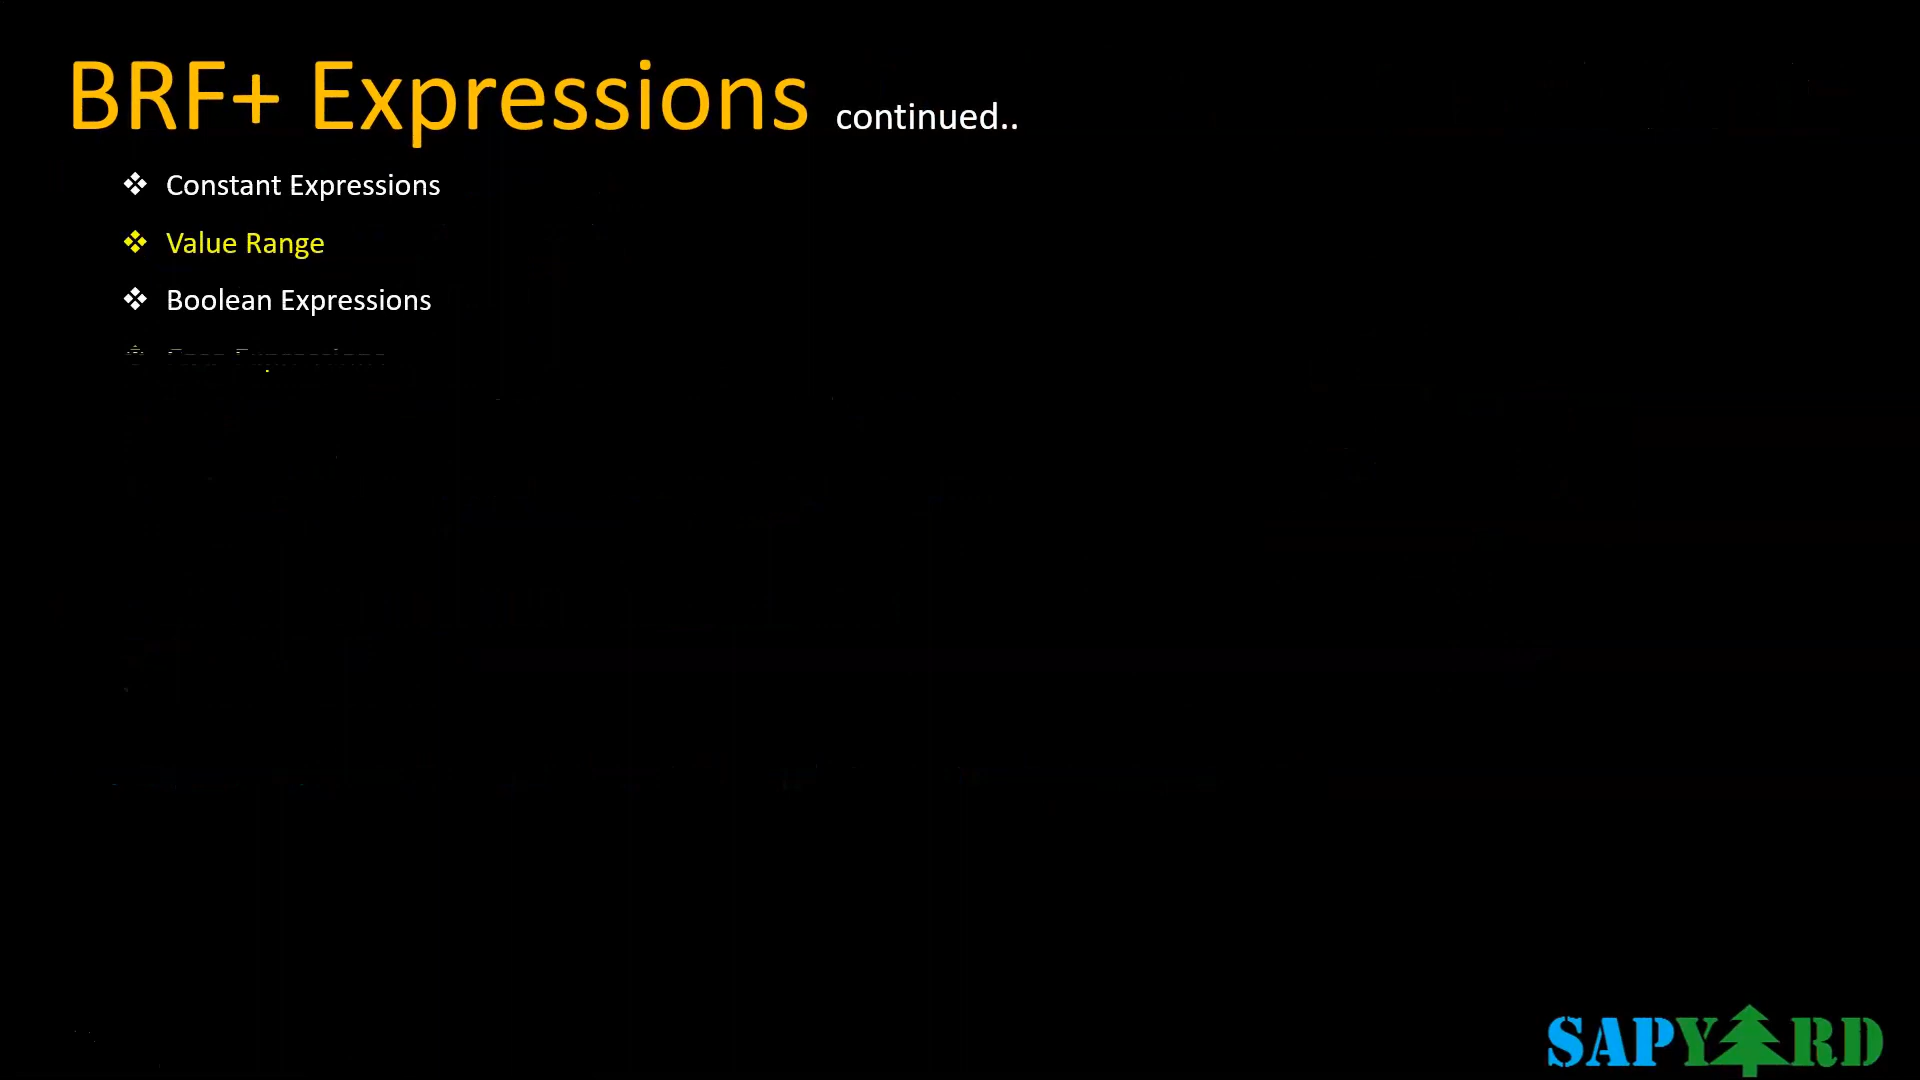 BRF+ Expressions continued..
❖ Constant Expressions
❖ Value Range
❖ Boolean Expressions
SAPYARD